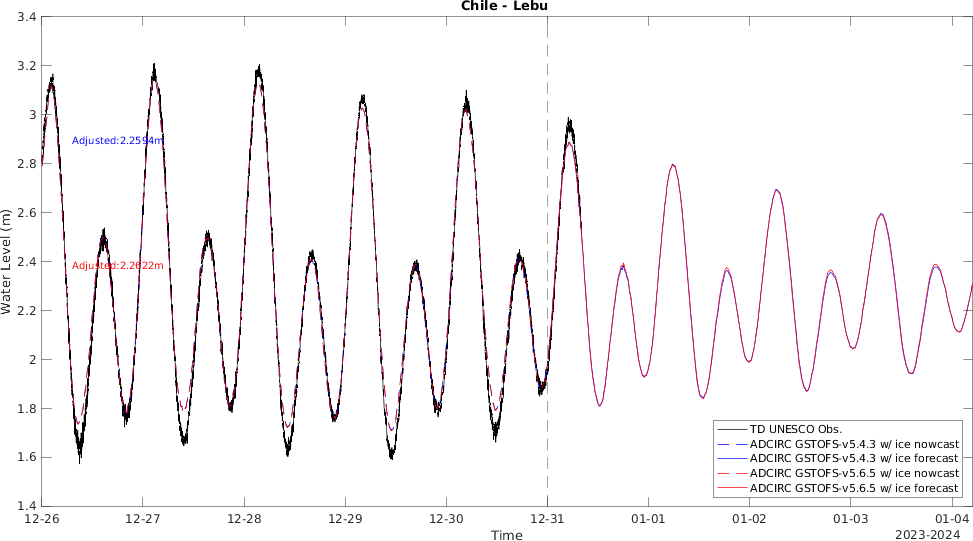 Chile - Lebu
3.4
3.2
3
2.8
2.6
2.4
2.2
2
1.8
1.6
1.4
Water Level (m)
Adjusted:2.2594m
Adjusted:2.2622m
TD UNESCO Obs.
ADCIRC GSTOFS-v5.4.3 w/ ice nowcast
ADCIRC GSTOFS-v5.4.3 w/ ice forecast
ADCIRC GSTOFS-v5.6.5 w/ ice nowcast
ADCIRC GSTOFS-v5.6.5 w/ ice forecast
12-26 12-27 12-28 12-29 12-30 12-31 01-01 01-02 01-03 01-04
Time
2023-2024